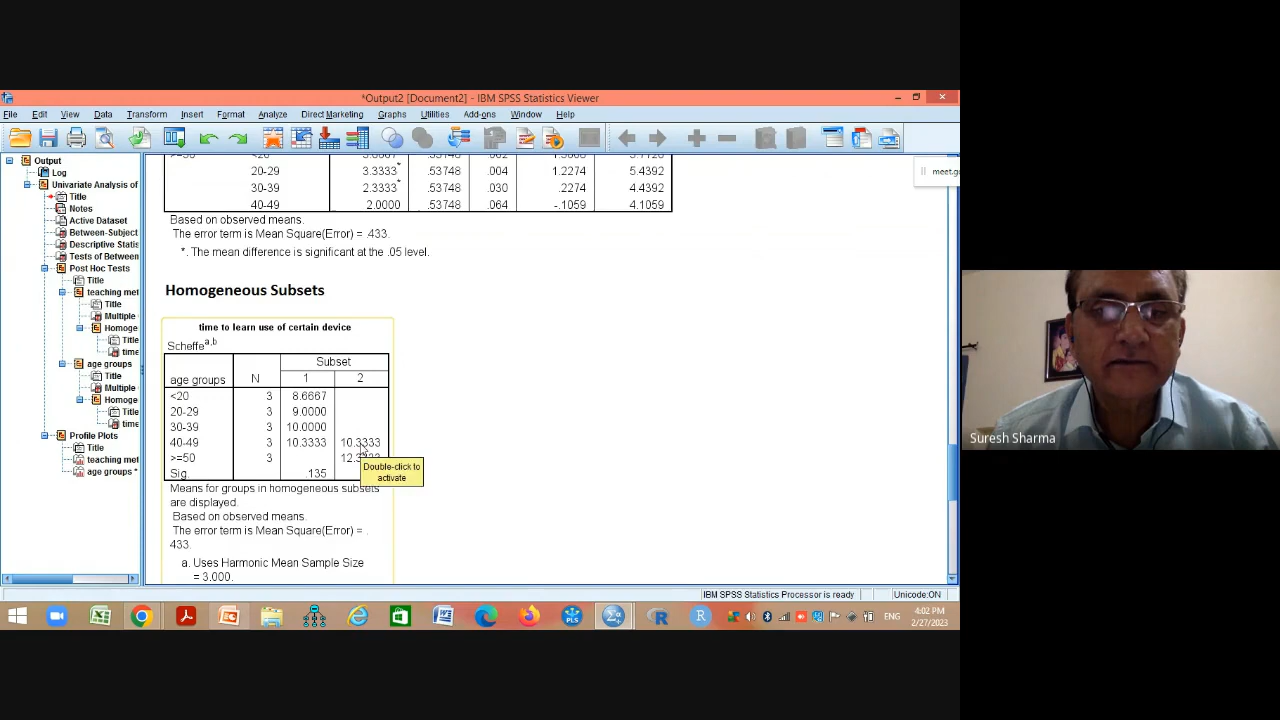 *Output2 [Document2] - IBM SPSS Statistics Viewer
File Edit View Data Transform Insert Format Analyze Direct Marketing Graphs Utilities Add-ons Window Help
Output
Log
Univariate Analysis of
Title
Notes
Active Dataset
Between-Subject
Descriptive Statis
Tests of Between
Post Hoc Tests
Title
teaching met
Title
Multiple
Homoge
Title
time
age groups
Title
Multiple
Homoge
Title
time
Profile Plots
Title
teaching met
age groups *
meet.go
20-29 3.3333* .53748 .004 1.2274 5.4392
30-39 2.3333* .53748 .030 .2274 4.4392
40-49 2.0000 .53748 .064 -.1059 4.1059
Based on observed means.
The error term is Mean Square(Error) = .433.
*. The mean difference is significant at the .05 level.
Homogeneous Subsets
time to learn use of certain device
Scheffe a,b
age groups N Subset
1 2
<20 3 8.6667
20-29 3 9.0000
30-39 3 10.0000
40-49 3 10.3333 10.3333
>=50 3
Sig. .135
Double-click to
activate
Means for groups in homogeneous subsets
are displayed.
Based on observed means.
The error term is Mean Square(Error) = .
433.
a. Uses Harmonic Mean Sample Size
= 3.000.
IBM SPSS Statistics Processor is ready Unicode:ON
ENG
4:02 PM
2/27/2023
Suresh Sharma